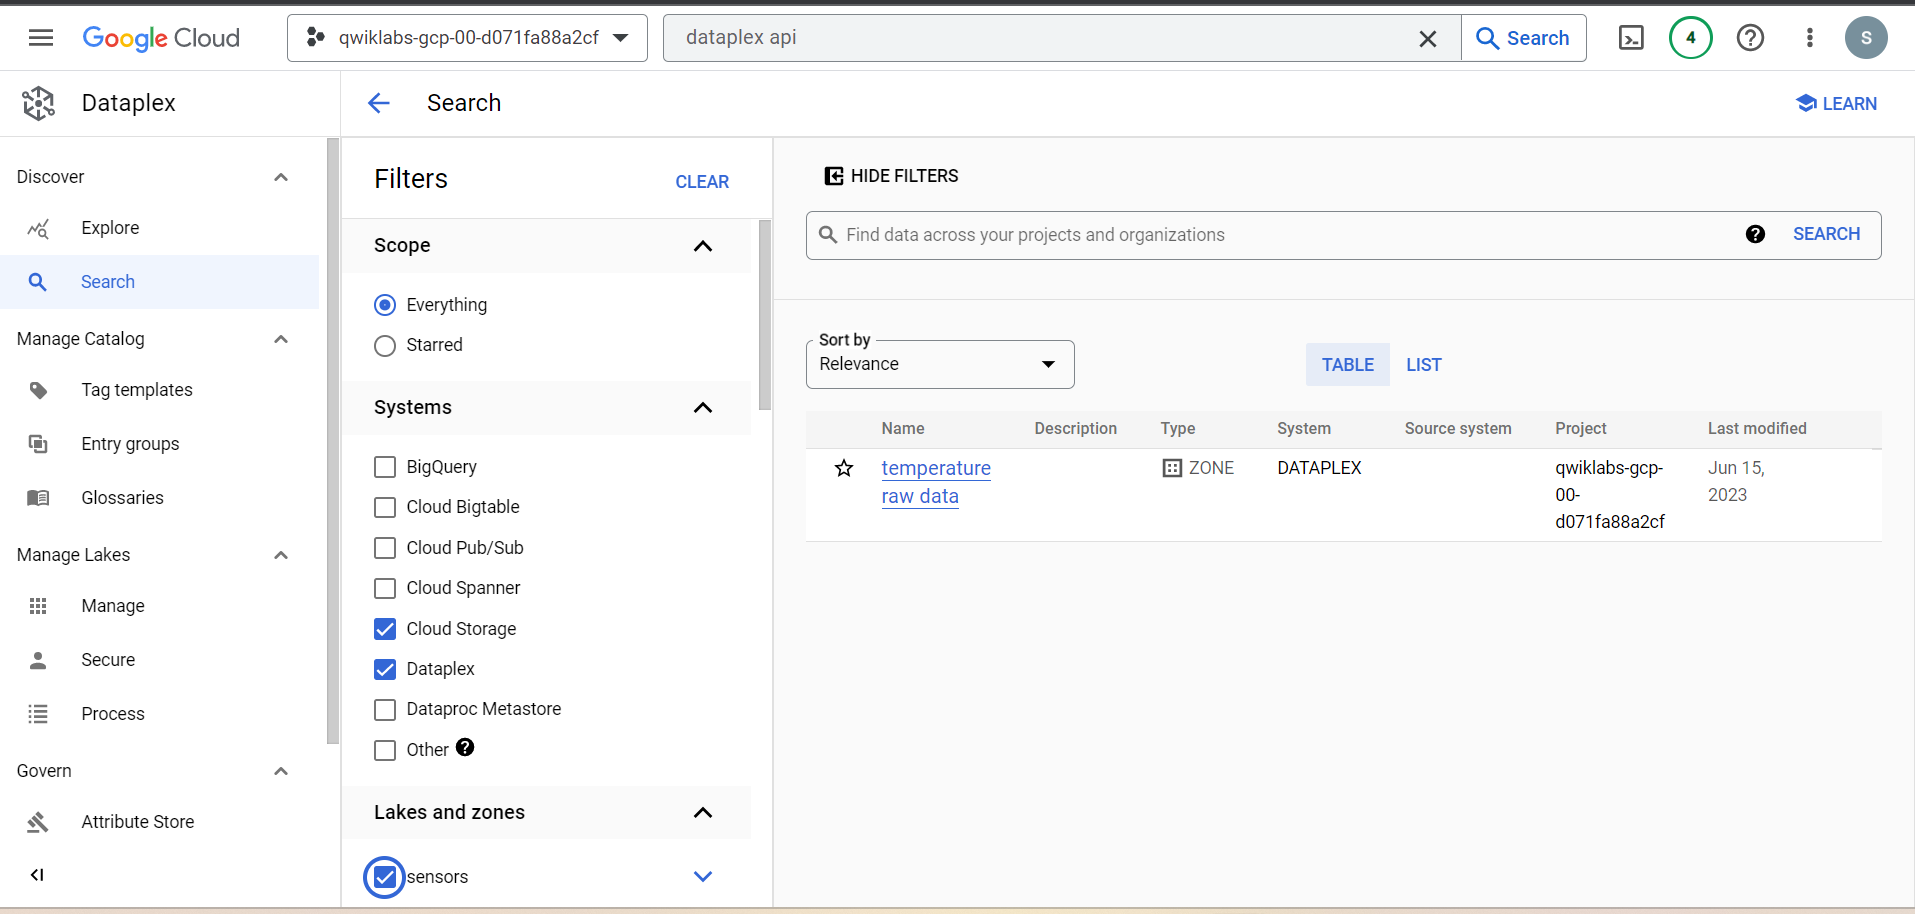 Google Cloud
qwiklabs-gcp-00-d071fa88a2cf
dataplex api
Search
4
S
Dataplex
Search
LEARN
Discover
Explore
Search
Manage Catalog
Tag templates
Entry groups
Glossaries
Manage Lakes
Manage
Secure
Process
Govern
Attribute Store
Filters
CLEAR
Scope
Everything
Starred
Systems
BigQuery
Cloud Bigtable
Cloud Pub/Sub
Cloud Spanner
Cloud Storage
Dataplex
Dataproc Metastore
Other
Lakes and zones
sensors
HIDE FILTERS
Find data across your projects and organizations
SEARCH
Sort by
Relevance
TABLE
LIST
Name Description Type System Source system Project Last modified
temperature ZONE DATAPLEX qwiklabs-gcp- Jun 15,
raw data 00- 2023
d071fa88a2cf